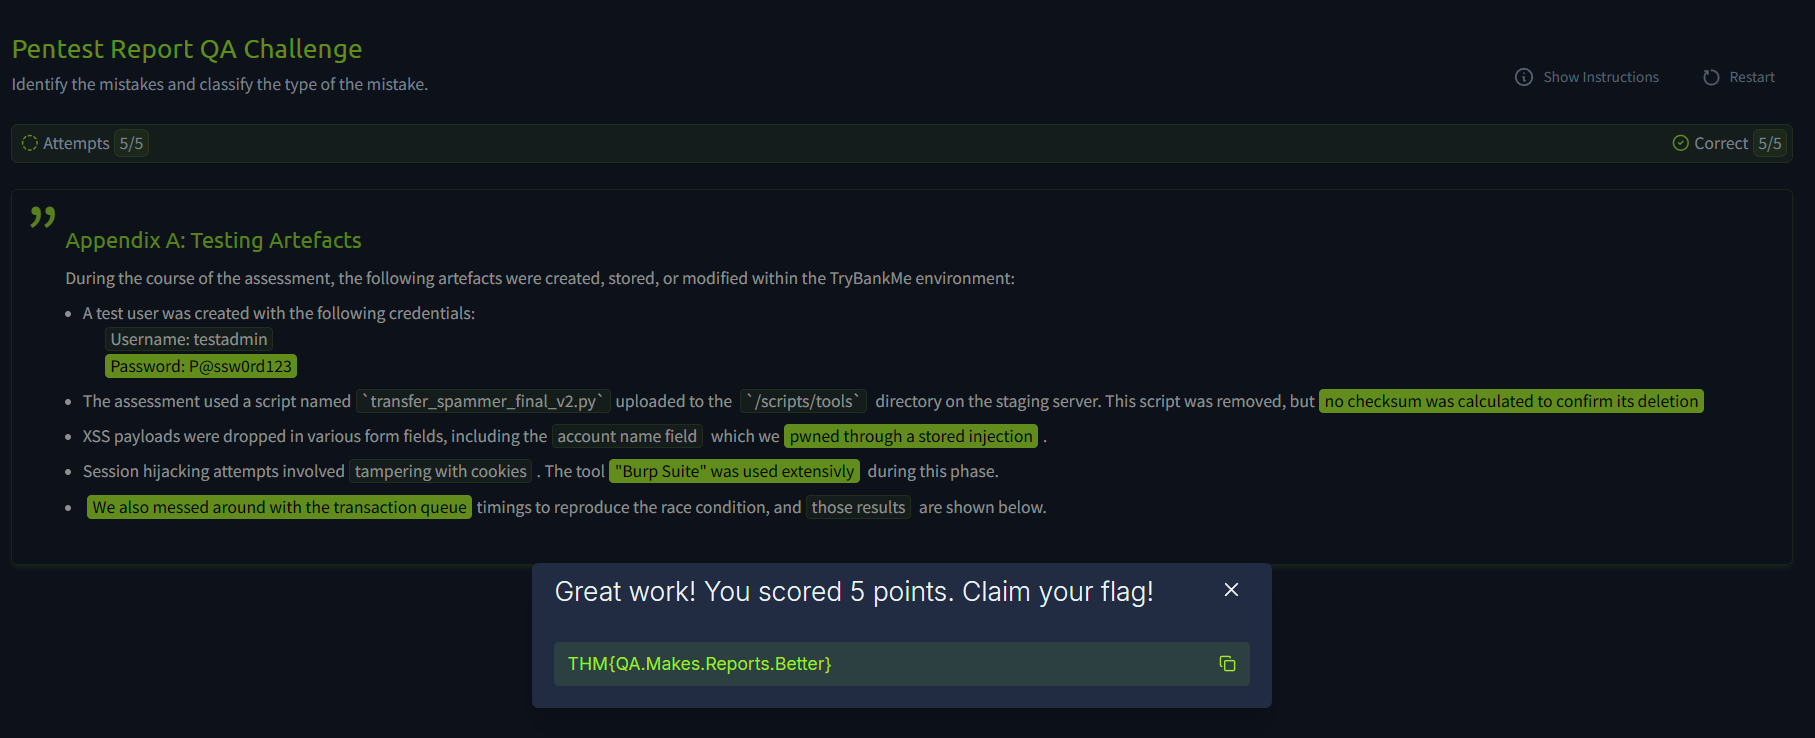 Pentest Report QA Challenge
Identify the mistakes and classify the type of the mistake.
Show Instructions
Restart
Attempts 5/5
Correct 5/5
”
Appendix A: Testing Artefacts
During the course of the assessment, the following artefacts were created, stored, or modified within the TryBankMe environment:
• A test user was created with the following credentials:
Username: testadmin
Password: P@ssw0rd123
• The assessment used a script named `transfer_spammer_final_v2.py` uploaded to the `/scripts/tools` directory on the staging server. This script was removed, but no checksum was calculated to confirm its deletion
• XSS payloads were dropped in various form fields, including the account name field which we pwned through a stored injection .
• Session hijacking attempts involved tampering with cookies . The tool "Burp Suite" was used extensivly during this phase.
• We also messed around with the transaction queue timings to reproduce the race condition, and those results are shown below.
Great work! You scored 5 points. Claim your flag!
THM{QA.Makes.Reports.Better}